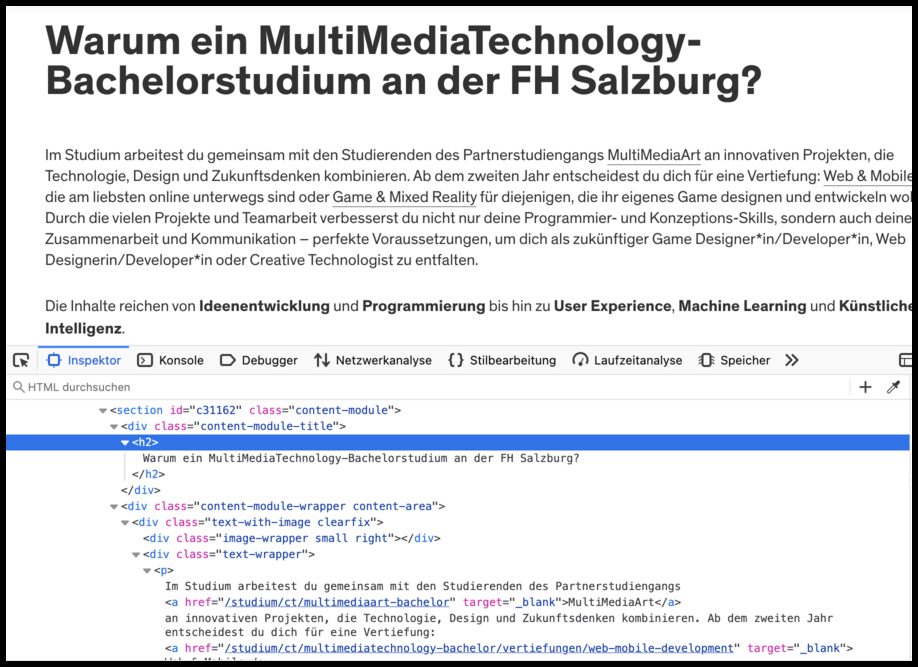 Warum ein MultiMediaTechnology-
Bachelorstudium an der FH Salzburg?
Im Studium arbeitest du gemeinsam mit den Studierenden des Partnerstudiengangs MultiMediaArt an innovativen Projekten, die
Technologie, Design und Zukunftsdenken kombinieren. Ab dem zweiten Jahr entscheidest du dich für eine Vertiefung: Web & Mobile
die am liebsten online unterwegs sind oder Game & Mixed Reality für diejenigen, die ihr eigenes Game designen und entwickeln wol
Durch die vielen Projekte und Teamarbeit verbesserst du nicht nur deine Programmier- und Konzeptions-Skills, sondern auch deine
Zusammenarbeit und Kommunikation – perfekte Voraussetzungen, um dich als zukünftiger Game Designer*in/Developer*in, Web
Designerin/Developer*in oder Creative Technologist zu entfalten.
Die Inhalte reichen von Ideenentwicklung und Programmierung bis hin zu User Experience, Machine Learning und Künstliche
Intelligenz.
Inspektor Konsole Debugger Netzwerkanalyse {} Stilbearbeitung Laufzeitanalyse Speicher
HTML durchsuchen
<section id="c31162" class="content-module">
<div class="content-module-title">
<h2>
Warum ein MultiMediaTechnology-Bachelorstudium an der FH Salzburg?
</h2>
</div>
<div class="content-module-wrapper content-area">
<div class="text-with-image clearfix">
<div class="image-wrapper small right"></div>
<div class="text-wrapper">
<p>
Im Studium arbeitest du gemeinsam mit den Studierenden des Partnerstudiengangs
<a href="/studium/ct/multimediaart-bachelor" target="_blank">MultiMediaArt</a>
an innovativen Projekten, die Technologie, Design und Zukunftsdenken kombinieren. Ab dem zweiten Jahr
entscheidest du dich für eine Vertiefung:
<a href="/studium/ct/multimediatechnology-bachelor/vertiefungen/web-mobile-development" target="_blank">